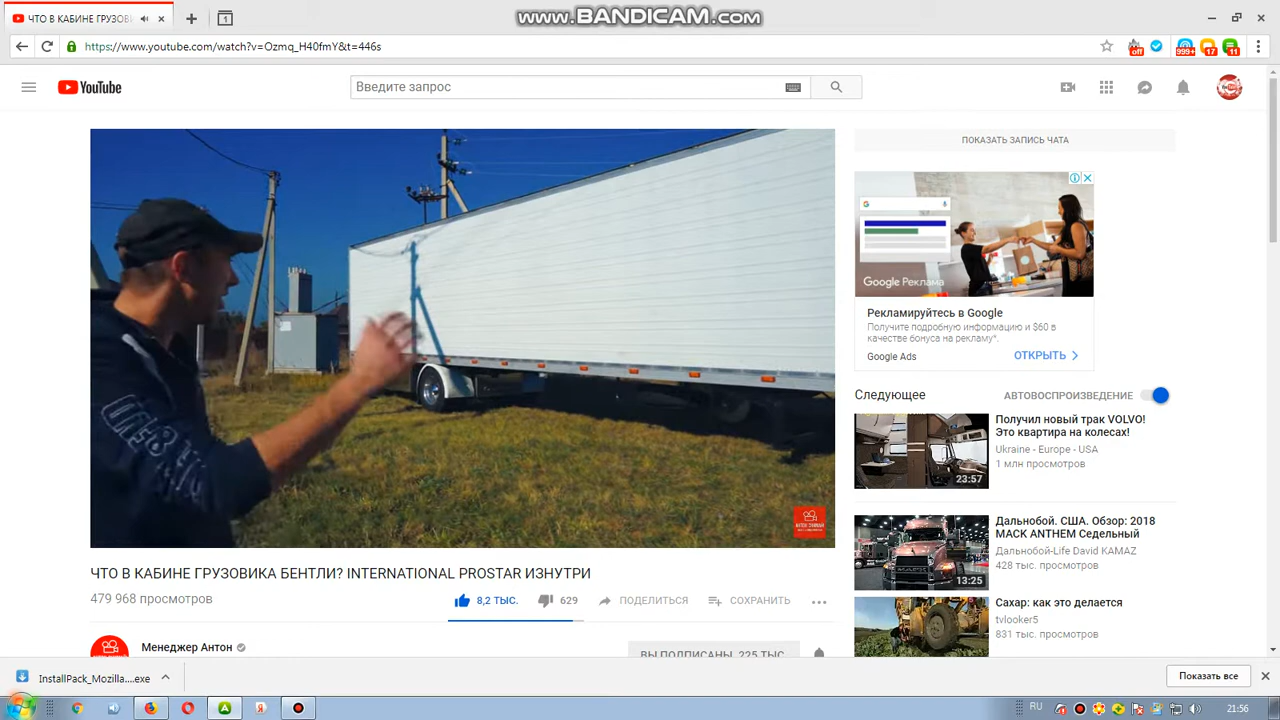 www.BANDICAM.com
ЧТО В КАБИНЕ ГРУЗОВИ
1
https://www.youtube.com/watch?v=Ozmq_H40fmY&t=446s
off
999+
17
11
YouTube
Введите запрос
ПОКАЗАТЬ ЗАПИСЬ ЧАТА
Google Реклама
Рекламируйтесь в Google
Получите подробную информацию и $60 в
качестве бонуса на рекламу*.
Google Ads
ОТКРЫТЬ
Следующее
АВТОВОСПРОИЗВЕДЕНИЕ
Получил новый трак VOLVO!
Это квартира на колесах!
Ukraine - Europe - USA
1 млн просмотров
23:57
Дальнобой. США. Обзор: 2018
MACK ANTHEM Седельный
Дальнобой-Life David KAMAZ
428 тыс. просмотров
13:25
Сахар: как это делается
tvlooker5
831 тыс. просмотров
ЧТО В КАБИНЕ ГРУЗОВИКА БЕНТЛИ? INTERNATIONAL PROSTAR ИЗНУТРИ
479 968 просмотров
8,2 ТЫС.
629
ПОДЕЛИТЬСЯ
СОХРАНИТЬ
Менеджер Антон
ВЫ ПОДПИСАНЫ 225 ТЫС.
InstallPack_Mozilla....exe
Показать все
RU
21:56